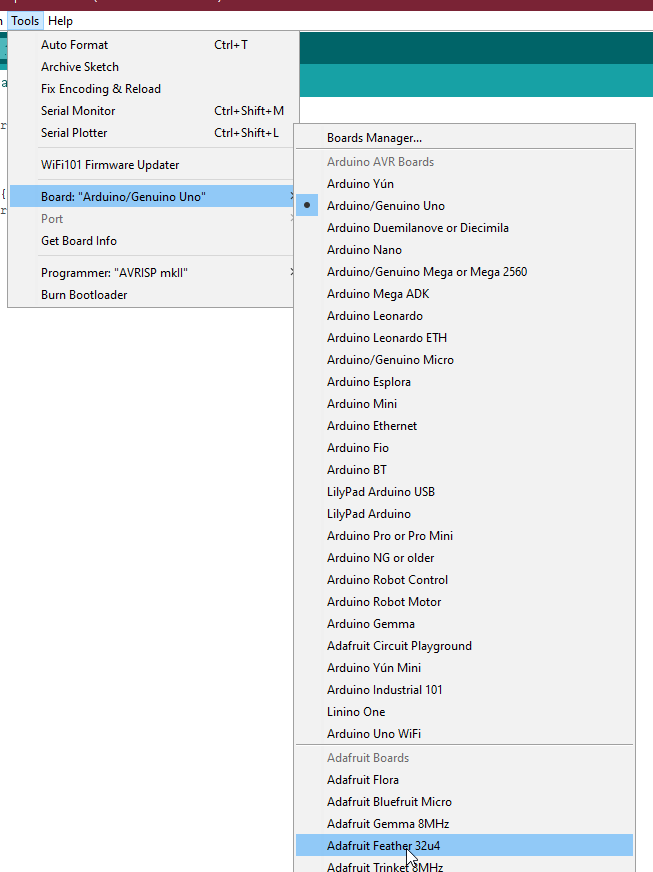 Tools Help
Auto Format Ctrl+T
Archive Sketch
Fix Encoding & Reload
Serial Monitor Ctrl+Shift+M
Serial Plotter Ctrl+Shift+L
WiFi101 Firmware Updater
Board: "Arduino/Genuino Uno"
Port
Get Board Info
Programmer: "AVRISP mkII"
Burn Bootloader
Boards Manager...
Arduino AVR Boards
Arduino Yún
Arduino/Genuino Uno
Arduino Duemilanove or Diecimila
Arduino Nano
Arduino/Genuino Mega or Mega 2560
Arduino Mega ADK
Arduino Leonardo
Arduino Leonardo ETH
Arduino/Genuino Micro
Arduino Esplora
Arduino Mini
Arduino Ethernet
Arduino Fio
Arduino BT
LilyPad Arduino USB
LilyPad Arduino
Arduino Pro or Pro Mini
Arduino NG or older
Arduino Robot Control
Arduino Robot Motor
Arduino Gemma
Adafruit Circuit Playground
Arduino Yún Mini
Arduino Industrial 101
Linino One
Arduino Uno WiFi
Adafruit Boards
Adafruit Flora
Adafruit Bluefruit Micro
Adafruit Gemma 8MHz
Adafruit Feather 32u4
Adafruit Trinket 8MHz